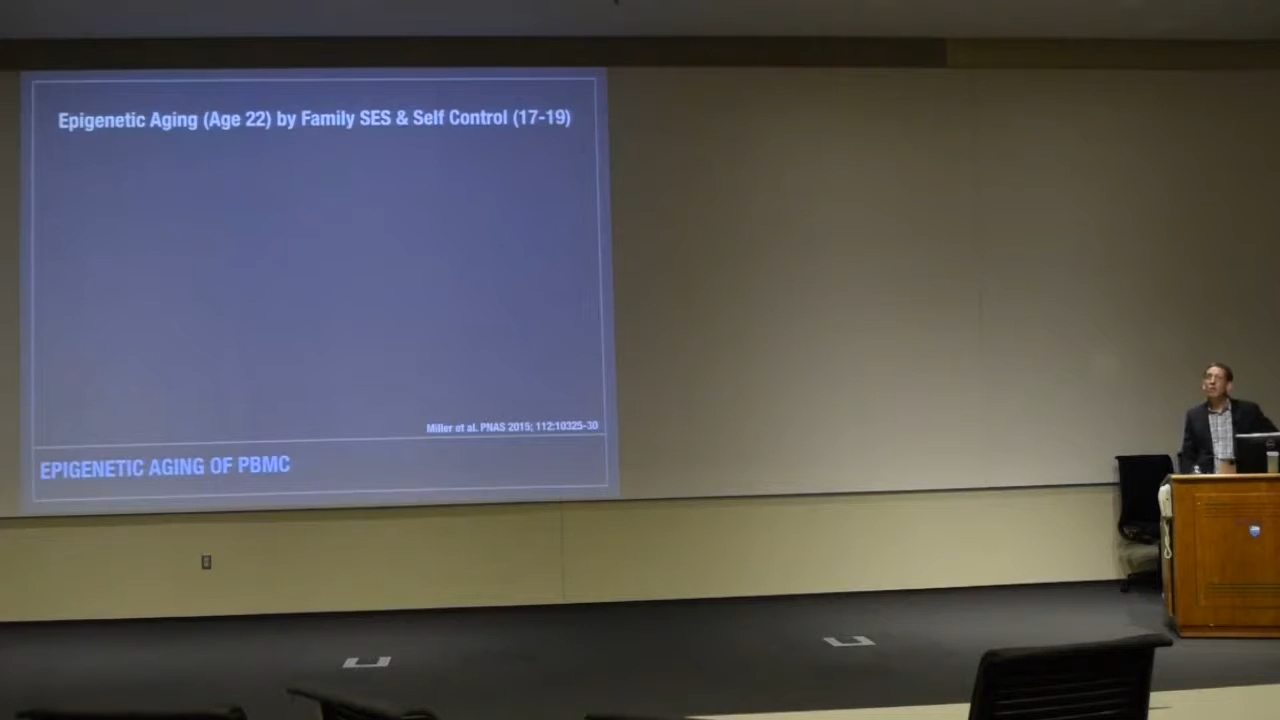 Epigenetic Aging (Age 22) by Family SES & Self Control (17-19)
Miller et al. PNAS 2015; 112:10325-30
EPIGENETIC AGING OF PBMC